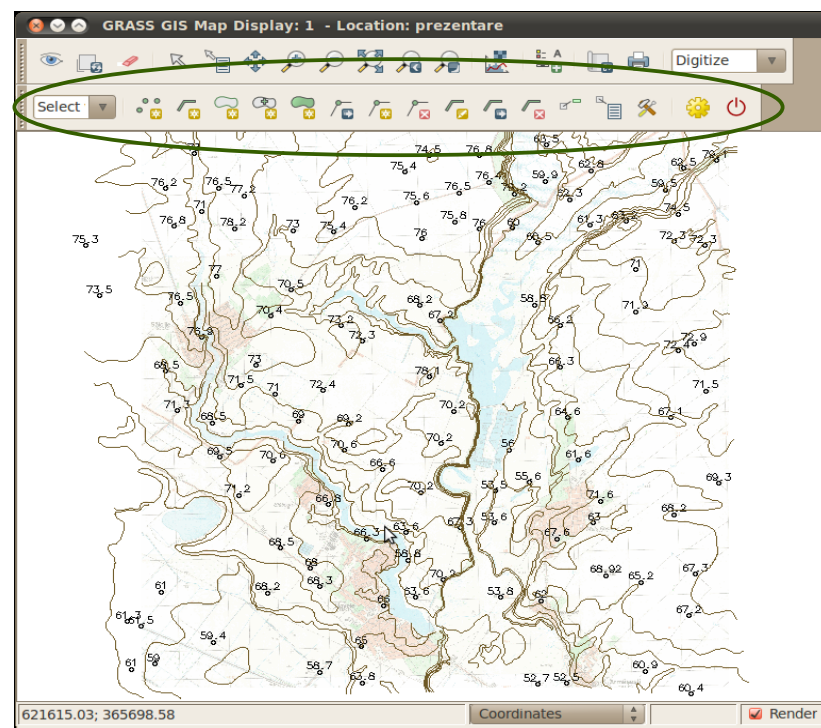 GRASS GIS Map Display: 1 - Location: prezentare
Digitize
Select
63.5
74.5 76.8
75.4 62.8 62.5
76.2 76.5 77.2 76.5 76.4 59.9 59.5
71 76.2 75.6 62.3
76.8 78.2 73 75.4 75.8 76 60 61.3 63.2 74.5
75.3 76 60.5 72.3 72.3
77 71
73.5 76.5 70.5 68.2 58.8
70.4 73.2 67.2 66.2 71.9
76.9 72.3 72.4 72.9
68.5 73 78.1 66.3
71.5 71 72.4 71.5
71.3 68.5 69 69.2 70.2 64.6 67.1
69.5 70.6 70.6 70.2 56
66.6 61.6
71.2 70.2 53.5 55.6 69.3
66.8 71.6
66.3 63.6 67.3 53.6 67.6 63 68.2
68.5 58.8
68 70.2 68.92 67.3
61 68.2 68.3 63.6 53.8 65.2
66 62
61.3 61.5 67.2
59.4 65
61 59 58.7 63.8 52.7 52.5 60.9
60.4
621615.03; 365698.58
Coordinates
Render